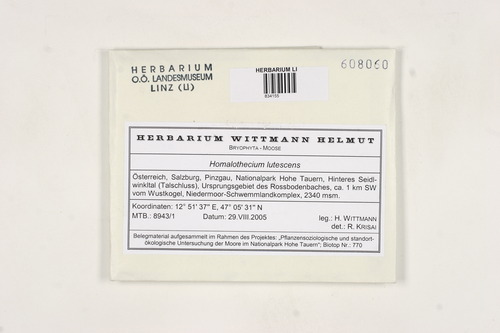 HERBARIUM
O.Ö. LANDESMUSEUM
LINZ (LI)
HERBARIUM LI
834155
608060
HERBARIUM WITTMANN HELMUT
BRYOPHYTA - MOOSE
Homalothecium lutescens
Österreich, Salzburg, Pinzgau, Nationalpark Hohe Tauern, Hinteres Seidl-
winkltal (Talschluss), Ursprungsgebiet des Rossbodenbaches, ca. 1 km SW
vom Wustkogel, Niedermoor-Schwemmlandkomplex, 2340 msm.
Koordinaten: 12° 51' 37" E, 47° 05' 31" N
MTB.: 8943/1 Datum: 29.VIII.2005 leg.: H. WITTMANN
det.: R. KRISAI
Belegmaterial aufgesammelt im Rahmen des Projektes: „Pflanzensoziologische und standort-
ökologische Untersuchung der Moore im Nationalpark Hohe Tauern"; Biotop Nr.: 770